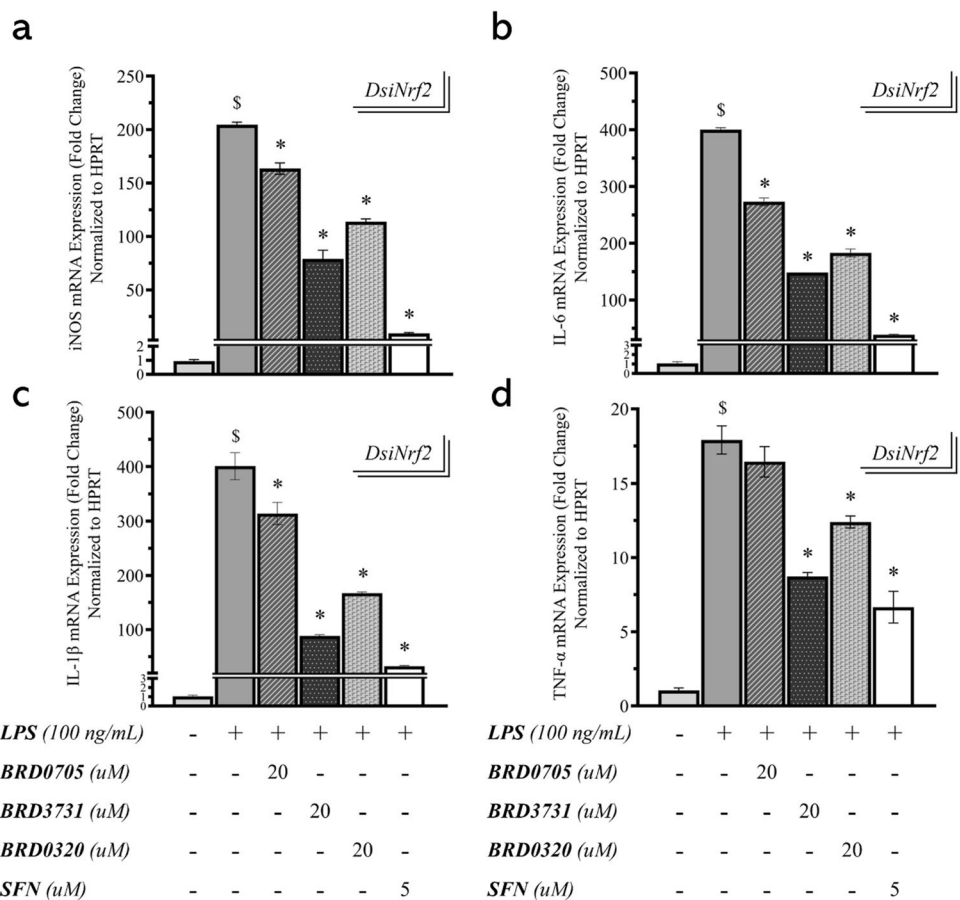 a
iNOS mRNA Expression (Fold Change)
Normalized to HPRT
250
200
150
100
50
2
1
0
DsiNrf2
$
*
*
*
*
b
IL-6 mRNA Expression (Fold Change)
Normalized to HPRT
500
400
300
200
100
3
2
1
0
DsiNrf2
$
*
*
*
*
c
IL-1β mRNA Expression (Fold Change)
Normalized to HPRT
500
400
300
200
100
3
2
1
0
DsiNrf2
$
*
*
*
*
d
TNF-α mRNA Expression (Fold Change)
Normalized to HPRT
20
15
10
5
0
DsiNrf2
$
*
*
*
LPS (100 ng/mL) - + + + + +
BRD0705 (uM) - - 20 - - -
BRD3731 (uM) - - - 20 - -
BRD0320 (uM) - - - - 20 -
SFN (uM) - - - - - 5
LPS (100 ng/mL) - + + + + +
BRD0705 (uM) - - 20 - - -
BRD3731 (uM) - - - 20 - -
BRD0320 (uM) - - - - 20 -
SFN (uM) - - - - - 5